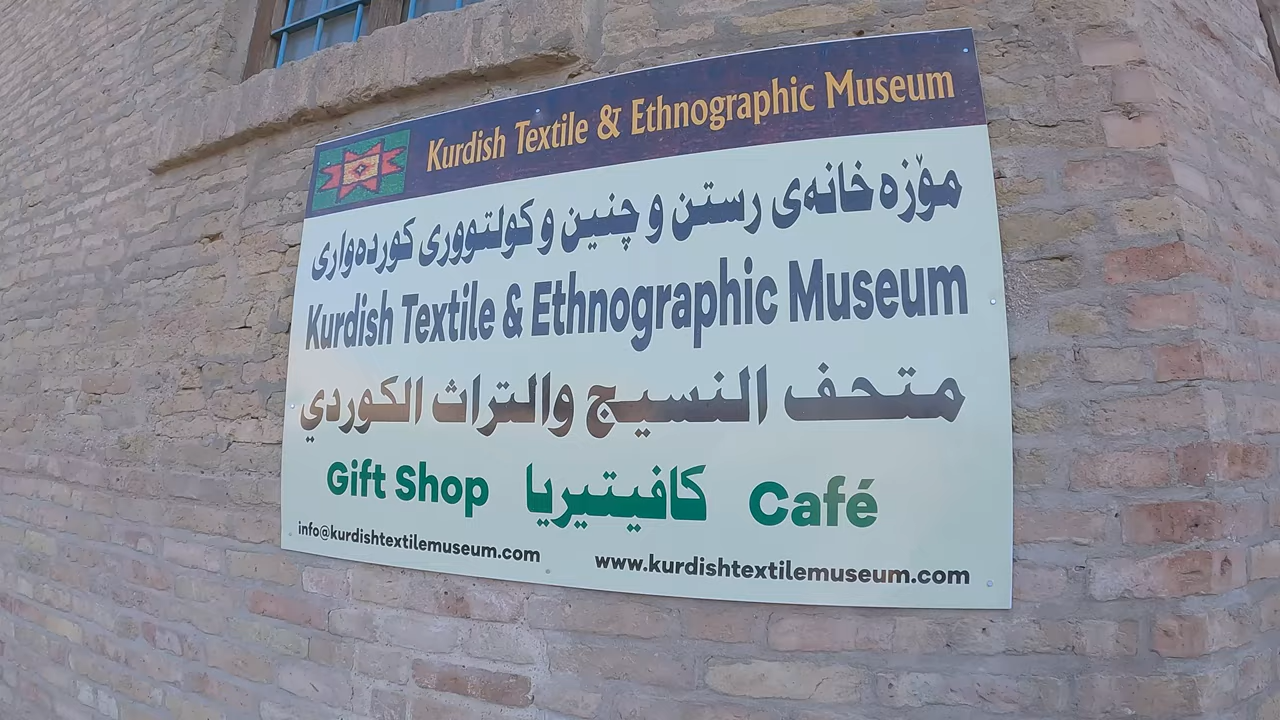 Kurdish Textile & Ethnographic Museum
مۆزەخانەی رستن و چنین و کولتووری کوردەواری
Kurdish Textile & Ethnographic Museum
متحف النسيج والتراث الكوردي
Gift Shop كافيتيريا Café
info@kurdishtextilemuseum.com www.kurdishtextilemuseum.com